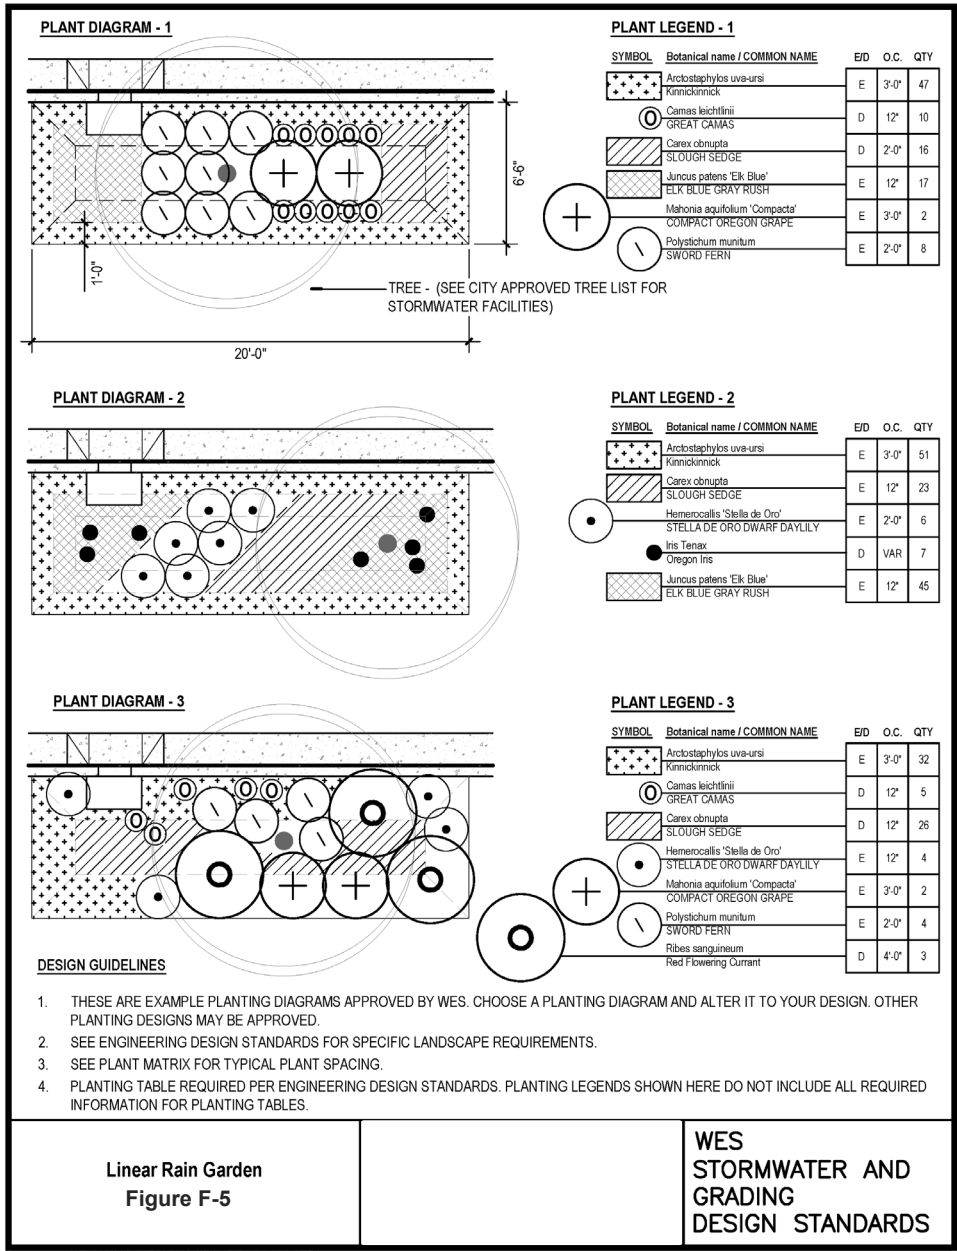 PLANT DIAGRAM - 1
6'-6"
1'-0"
TREE - (SEE CITY APPROVED TREE LIST FOR
STORMWATER FACILITIES)
20'-0"
PLANT LEGEND - 1
SYMBOL Botanical name / COMMON NAME E/D O.C. QTY
Arctostaphylos uva-ursi
Kinnickinnick E 3'-0" 47
Camas leichtlinii
GREAT CAMAS D 12" 10
Carex obnupta
SLOUGH SEDGE D 2'-0" 16
Juncus patens 'Elk Blue'
ELK BLUE GRAY RUSH E 12" 17
Mahonia aquifolium 'Compacta'
COMPACT OREGON GRAPE E 3'-0" 2
Polystichum munitum
SWORD FERN E 2'-0" 8
PLANT DIAGRAM - 2
PLANT LEGEND - 2
SYMBOL Botanical name / COMMON NAME E/D O.C. QTY
Arctostaphylos uva-ursi
Kinnickinnick E 3'-0" 51
Carex obnupta
SLOUGH SEDGE E 12" 23
Hemerocallis 'Stella de Oro'
STELLA DE ORO DWARF DAYLILY E 2'-0" 6
Iris Tenax
Oregon Iris D VAR 7
Juncus patens 'Elk Blue'
ELK BLUE GRAY RUSH E 12" 45
PLANT DIAGRAM - 3
PLANT LEGEND - 3
SYMBOL Botanical name / COMMON NAME E/D O.C. QTY
Arctostaphylos uva-ursi
Kinnickinnick E 3'-0" 32
Camas leichtlinii
GREAT CAMAS D 12" 5
Carex obnupta
SLOUGH SEDGE D 12" 26
Hemerocallis 'Stella de Oro'
STELLA DE ORO DWARF DAYLILY E 12" 4
Mahonia aquifolium 'Compacta'
COMPACT OREGON GRAPE E 3'-0" 2
Polystichum munitum
SWORD FERN E 2'-0" 4
Ribes sanguineum
Red Flowering Currant D 4'-0" 3
DESIGN GUIDELINES
1. THESE ARE EXAMPLE PLANTING DIAGRAMS APPROVED BY WES. CHOOSE A PLANTING DIAGRAM AND ALTER IT TO YOUR DESIGN. OTHER
PLANTING DESIGNS MAY BE APPROVED.
2. SEE ENGINEERING DESIGN STANDARDS FOR SPECIFIC LANDSCAPE REQUIREMENTS.
3. SEE PLANT MATRIX FOR TYPICAL PLANT SPACING.
4. PLANTING TABLE REQUIRED PER ENGINEERING DESIGN STANDARDS. PLANTING LEGENDS SHOWN HERE DO NOT INCLUDE ALL REQUIRED
INFORMATION FOR PLANTING TABLES.
Linear Rain Garden
Figure F-5
WES
STORMWATER AND
GRADING
DESIGN STANDARDS